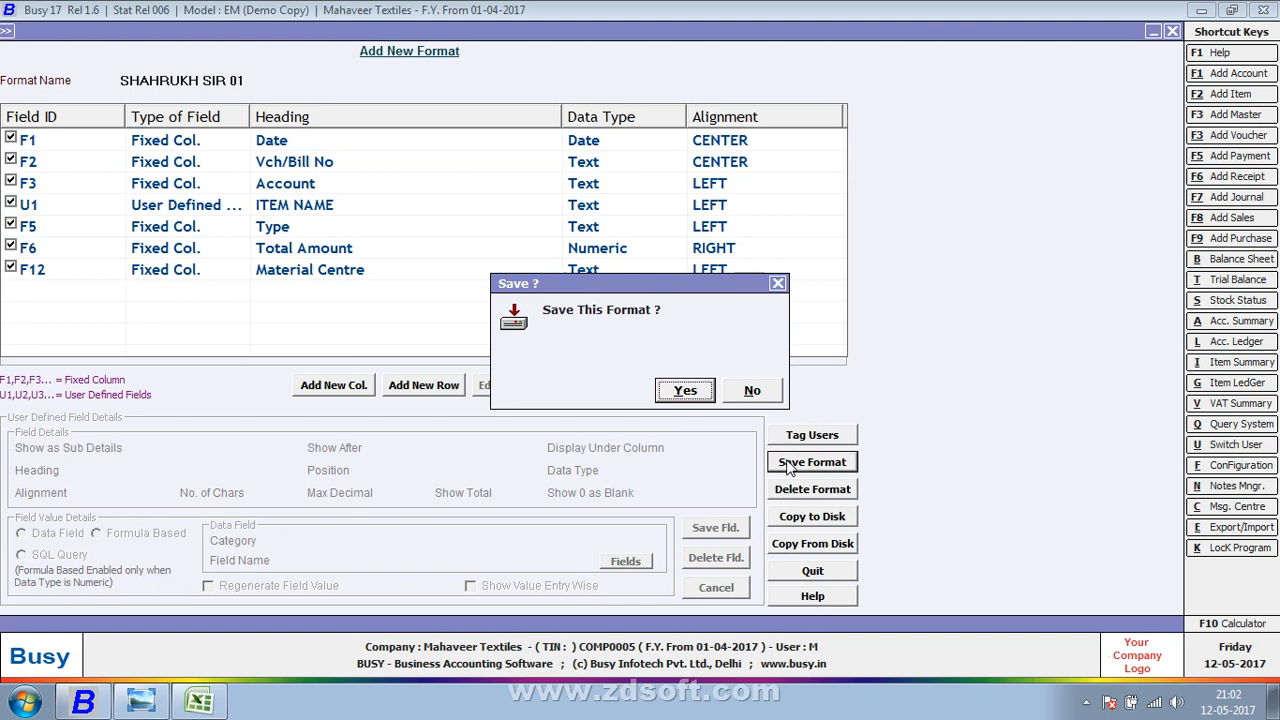 Busy 17 Rel 1.6 | Stat Rel 006 | Model : EM (Demo Copy) | Mahaveer Textiles - F.Y. From 01-04-2017
>> Shortcut Keys
Add New Format
F1 Help
Format Name SHAHRUKH SIR 01
F1 Add Account
F2 Add Item
Field ID Type of Field Heading Data Type Alignment
F3 Add Master
F1 Fixed Col. Date Date CENTER
F3 Add Voucher
F2 Fixed Col. Vch/Bill No Text CENTER
F5 Add Payment
F3 Fixed Col. Account Text LEFT
F6 Add Receipt
U1 User Defined ... ITEM NAME Text LEFT
F7 Add Journal
F5 Fixed Col. Type Text LEFT
F8 Add Sales
F6 Fixed Col. Total Amount Numeric RIGHT
F9 Add Purchase
F12 Fixed Col. Material Centre Text LEFT
B Balance Sheet
T Trial Balance
Save ?
S Stock Status
Save This Format ?
A Acc. Summary
L Acc. Ledger
I Item Summary
F1,F2,F3... = Fixed Column
U1,U2,U3... = User Defined Fields
Add New Col. Add New Row Ed
Yes No
G Item LedGer
V VAT Summary
User Defined Field Details
Q Query System
Field Details
Tag Users
U Switch User
Show as Sub Details Show After Display Under Column
Save Format
F Configuration
Heading Position Data Type
Delete Format
N Notes Mngr.
Alignment No. of Chars Max Decimal Show Total Show 0 as Blank
C Msg. Centre
Field Value Details
Copy to Disk
Data Field Formula Based
Data Field
Category
Save Fld.
E Export/Import
SQL Query
Copy From Disk
K LocK Program
(Formula Based Enabled only when
Data Type is Numeric)
Field Name Fields
Delete Fld.
Quit
Regenerate Field Value Show Value Entry Wise
Cancel
Help
F10 Calculator
Busy
Company : Mahaveer Textiles - ( TIN : ) COMP0005 ( F.Y. From 01-04-2017 ) - User : M
BUSY - Business Accounting Software ; (c) Busy Infotech Pvt. Ltd., Delhi ; www.busy.in
Your
Company
Logo
Friday
12-05-2017
www.zdsoft.com
21:02
12-05-2017